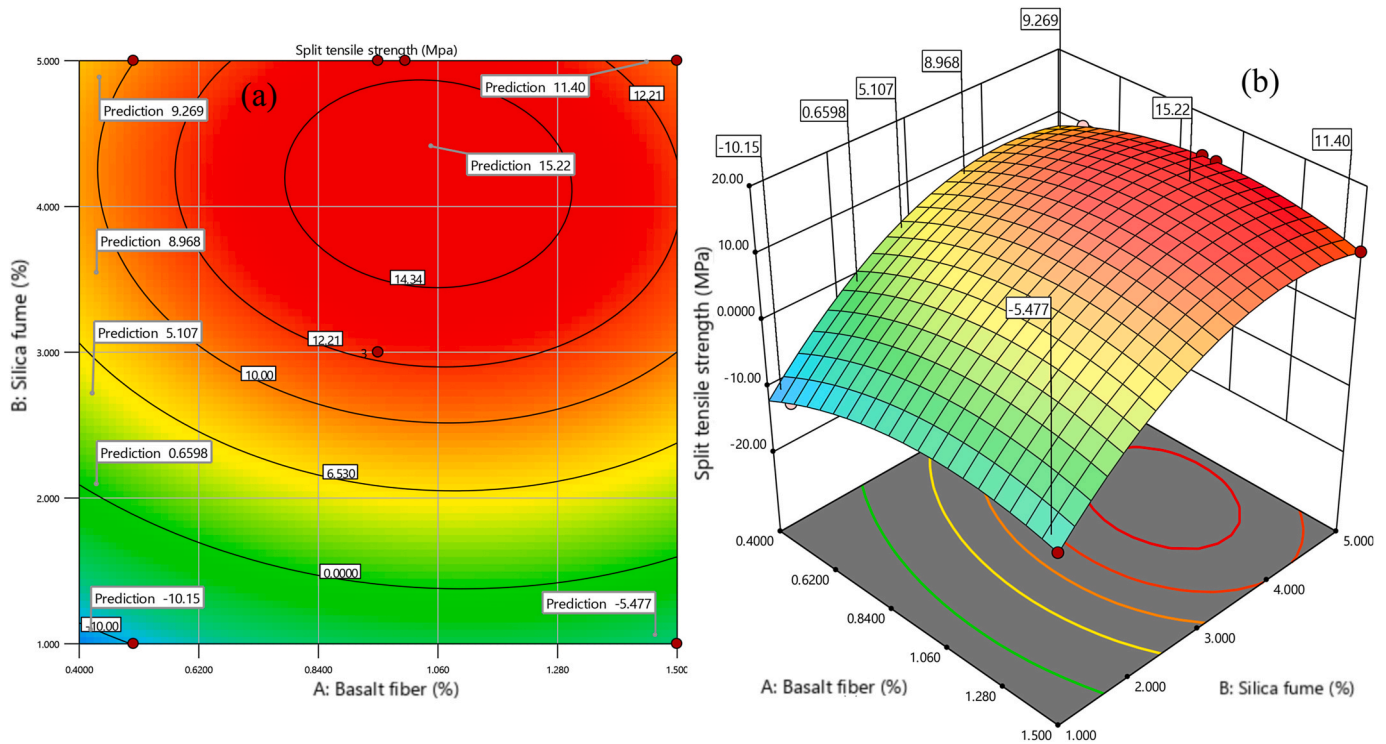 Split tensile strength (Mpa)
(a)
5.000
4.000
3.000
2.000
1.000
B: Silica fume (%)
Prediction 9.269
Prediction 11.40
12.21
Prediction 15.22
Prediction 8.968
14.34
Prediction 5.107
12.21
3
10.00
Prediction 0.6598
6.530
0.0000
Prediction -10.15
Prediction -5.477
-10.00
0.4000
0.6200
0.8400
1.060
1.280
1.500
A: Basalt fiber (%)
(b)
9.269
8.968
5.107
0.6598
-10.15
15.22
11.40
-5.477
20.00
10.00
0.0000
-10.00
-20.00
Split tensile strength (MPa)
0.4000
0.6200
0.8400
1.060
1.280
1.500
A: Basalt fiber (%)
1.000
2.000
3.000
4.000
5.000
B: Silica fume (%)